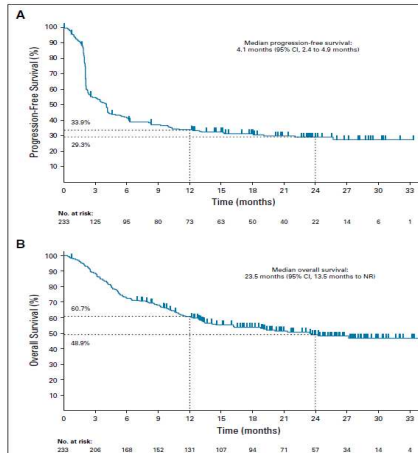 A
Progression-Free Survival (%)
100
90
80
70
60
50
40
30
20
10
Median progression-free survival:
4.1 months (95% CI, 2.4 to 4.9 months)
33.9%
29.3%
0 3 6 9 12 15 18 21 24 27 30 33
Time (months)
No. at risk:
233 125 95 80 73 63 50 40 22 14 6 1
B
Overall Survival (%)
100
90
80
70
60
50
40
30
20
10
Median overall survival:
23.5 months (95% CI, 13.5 months to NR)
60.7%
48.9%
0 3 6 9 12 15 18 21 24 27 30 33
Time (months)
No. at risk:
233 206 168 152 131 107 94 71 57 34 14 4